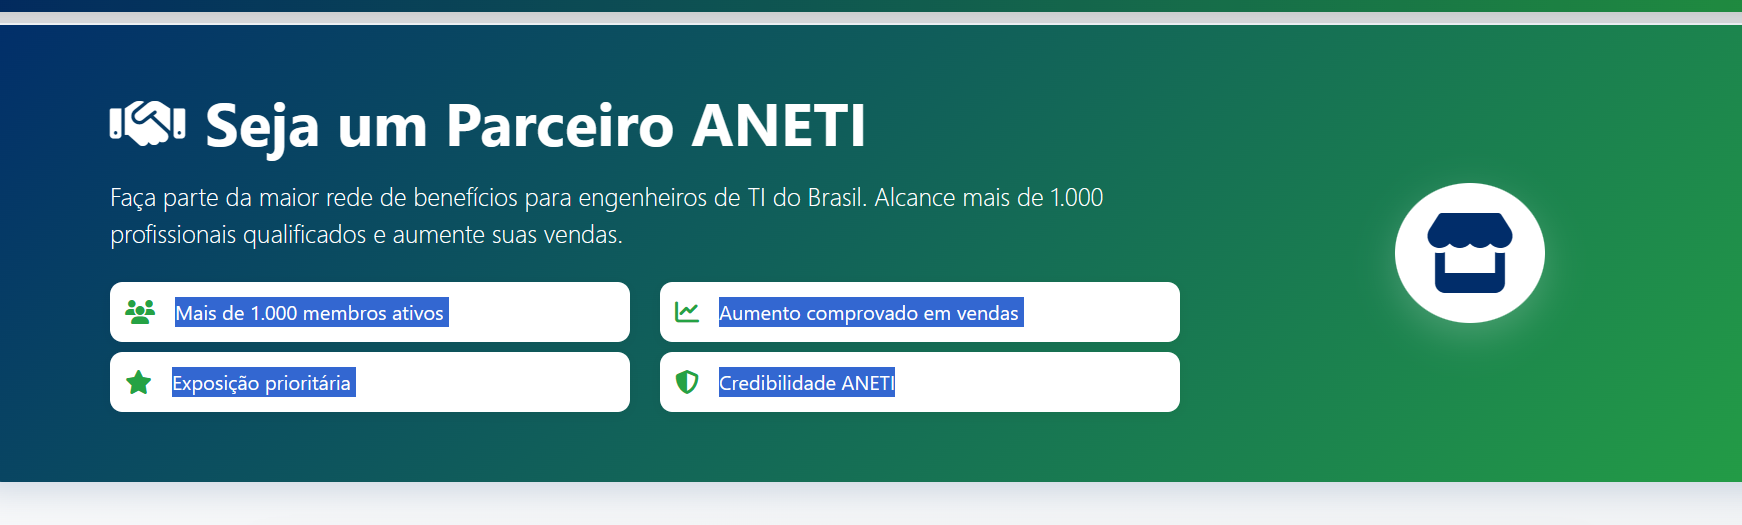 Seja um Parceiro ANETI
Faça parte da maior rede de benefícios para engenheiros de TI do Brasil. Alcance mais de 1.000
profissionais qualificados e aumente suas vendas.
Mais de 1.000 membros ativos
Aumento comprovado em vendas
Exposição prioritária
Credibilidade ANETI